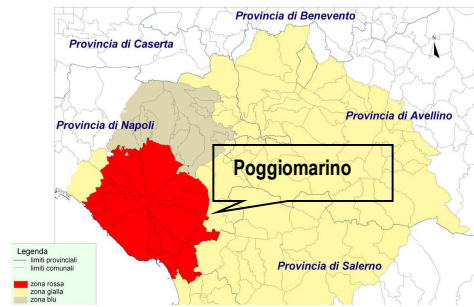 Provincia di Benevento
Provincia di Caserta
Provincia di Avellino
Provincia di Napoli
Poggiomarino
Provincia di Salerno
N
Legenda
limiti provinciali
limiti comunali
zona rossa
zona gialla
zona blu